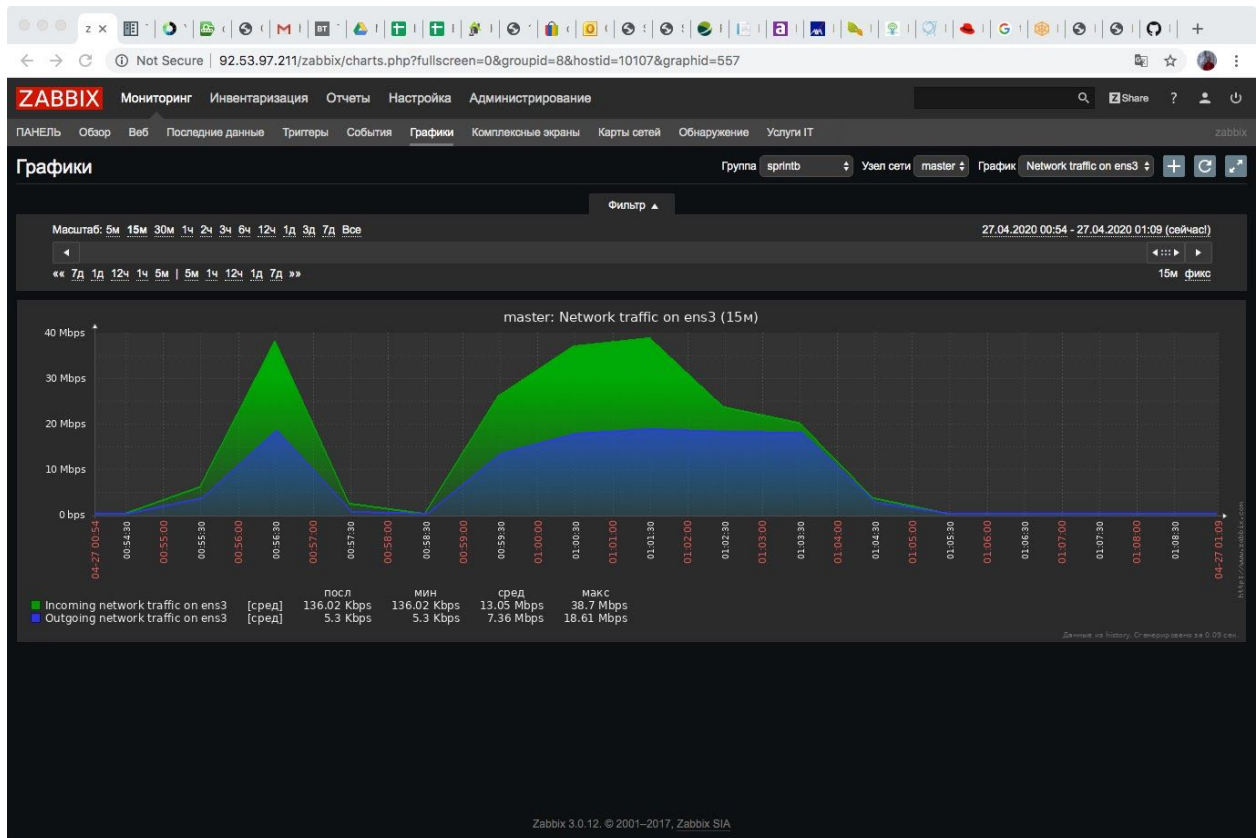 z
Not Secure | 92.53.97.211/zabbix/charts.php?fullscreen=0&groupid=8&hostid=10107&graphid=557
ZABBIX Мониторинг Инвентаризация Отчеты Настройка Администрирование Z Share ?
ПАНЕЛЬ Обзор Веб Последние данные Триггеры События Графики Комплексные экраны Карты сетей Обнаружение Услуги IT zabbix
Графики Группа sprintb Узел сети master График Network traffic on ens3
Фильтр ▲
Масштаб: 5м 15м 30м 1ч 2ч 3ч 6ч 12ч 1д 3д 7д Все 27.04.2020 00:54 - 27.04.2020 01:09 (сейчас!)
«« 7д 1д 12ч 1ч 5м | 5м 1ч 12ч 1д 7д »» 15м фикс
master: Network traffic on ens3 (15м)
40 Mbps
30 Mbps
20 Mbps
10 Mbps
0 bps
04-27 00:54 00:54:30 00:55:00 00:55:30 00:56:00 00:56:30 00:57:00 00:57:30 00:58:00 00:58:30 00:59:00 00:59:30 01:00:00 01:00:30 01:01:00 01:01:30 01:02:00 01:02:30 01:03:00 01:03:30 01:04:00 01:04:30 01:05:00 01:05:30 01:06:00 01:06:30 01:07:00 01:07:30 01:08:00 01:08:30 04-27 01:09
http://www.zabbix.com
посл мин сред макс
Incoming network traffic on ens3 [сред] 136.02 Kbps 136.02 Kbps 13.05 Mbps 38.7 Mbps
Outgoing network traffic on ens3 [сред] 5.3 Kbps 5.3 Kbps 7.36 Mbps 18.61 Mbps
Данные из history. Сгенерировано за 0.09 сек.
Zabbix 3.0.12. © 2001–2017, Zabbix SIA